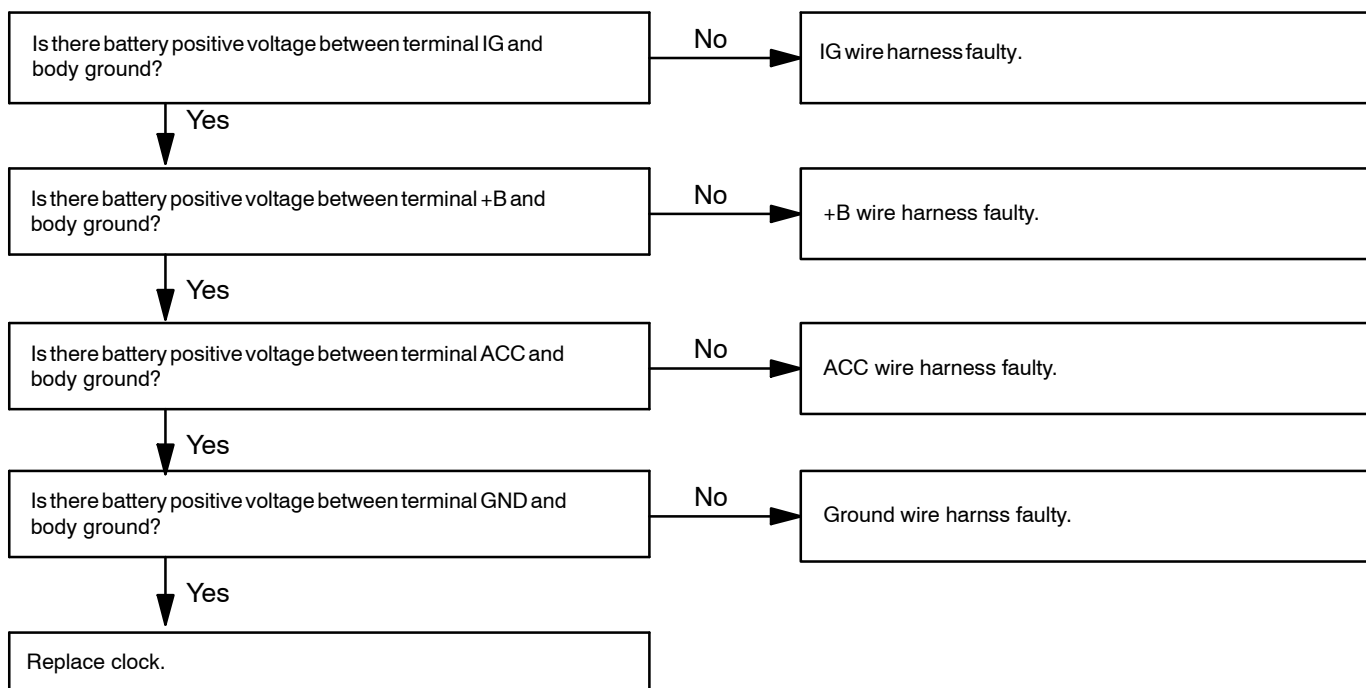 Is there battery positive voltage between terminal IG and
body ground?
No
IG wire harness faulty.
Yes
Is there battery positive voltage between terminal +B and
body ground?
No
+B wire harness faulty.
Yes
Is there battery positive voltage between terminal ACC and
body ground?
No
ACC wire harness faulty.
Yes
Is there battery positive voltage between terminal GND and
body ground?
No
Ground wire harnss faulty.
Yes
Replace clock.